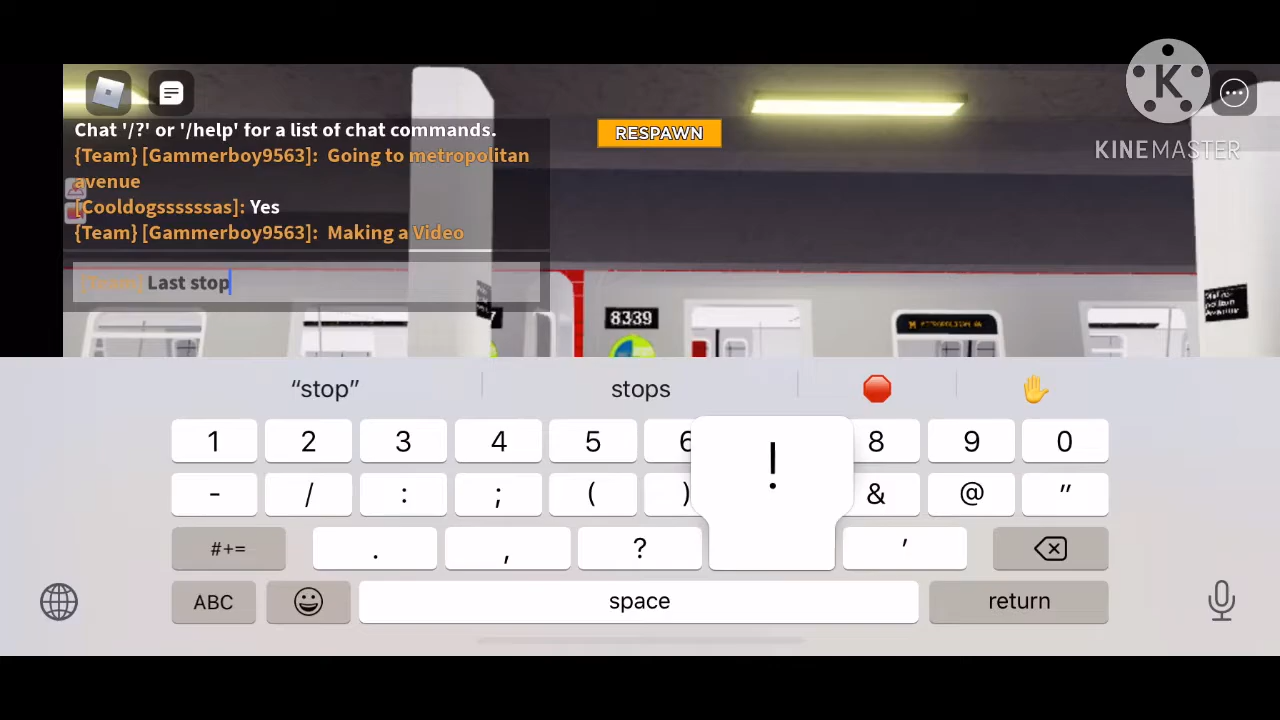 K
KINEMASTER
RESPAWN
Chat '/?' or '/help' for a list of chat commands.
{Team} [Gammerboy9563]: Going to metropolitan
avenue
[Cooldogssssssas]: Yes
{Team} [Gammerboy9563]: Making a Video
[Team] Last stop
7
8339
“stop”
stops
1 2 3 4 5 6 8 9 0
- / : ; ( ) & @ "
!
#+= . , ? '
ABC space return